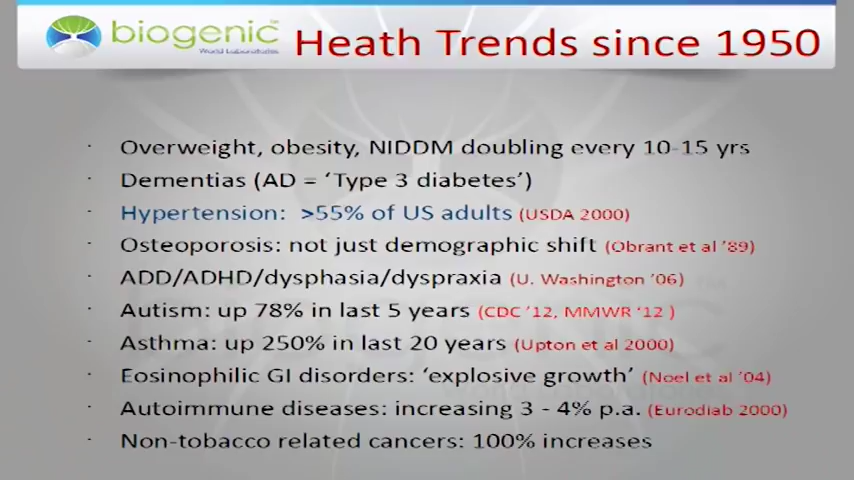 biogenic™
World Laboratories
Heath Trends since 1950
· Overweight, obesity, NIDDM doubling every 10-15 yrs
· Dementias (AD = ‘Type 3 diabetes’)
· Hypertension: >55% of US adults (USDA 2000)
· Osteoporosis: not just demographic shift (Obrant et al ’89)
· ADD/ADHD/dysphasia/dyspraxia (U. Washington ’06)
· Autism: up 78% in last 5 years (CDC ’12, MMWR ’12 )
· Asthma: up 250% in last 20 years (Upton et al 2000)
· Eosinophilic GI disorders: ‘explosive growth’ (Noel et al ’04)
· Autoimmune diseases: increasing 3 - 4% p.a. (Eurodiab 2000)
· Non-tobacco related cancers: 100% increases